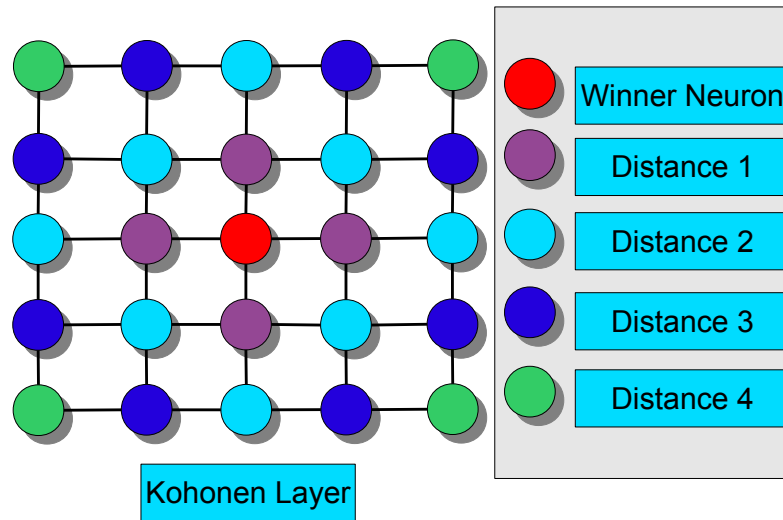 Winner Neuron
Distance 1
Distance 2
Distance 3
Distance 4
Kohonen Layer